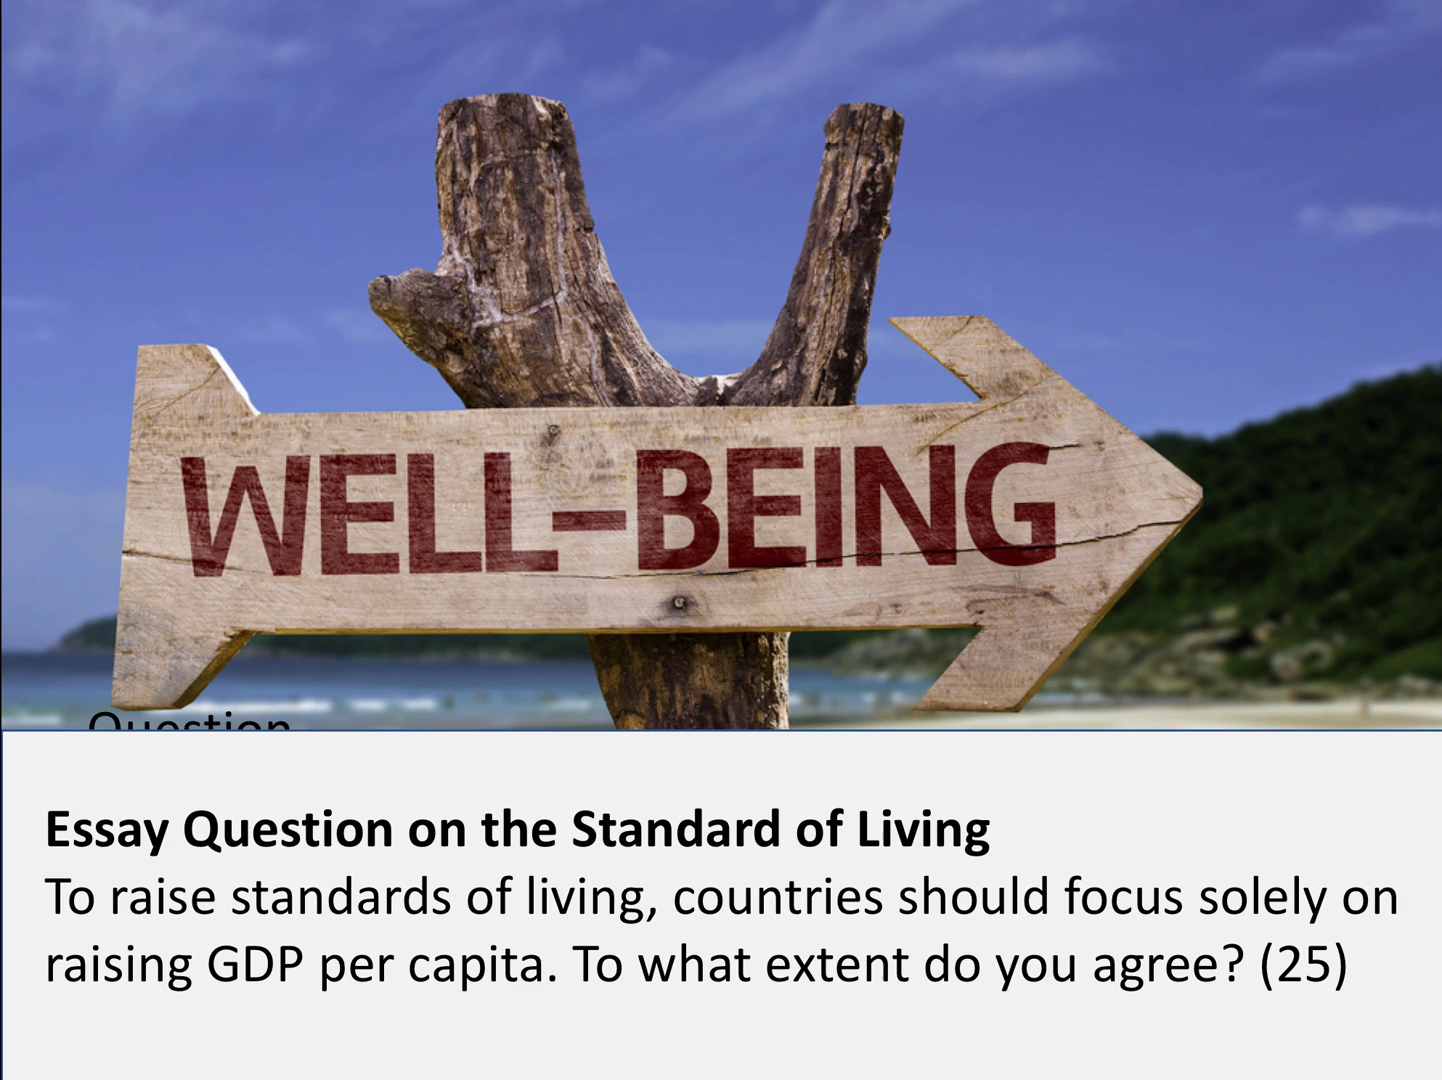 WELL-BEING
Question
Essay Question on the Standard of Living
To raise standards of living, countries should focus solely on
raising GDP per capita. To what extent do you agree? (25)